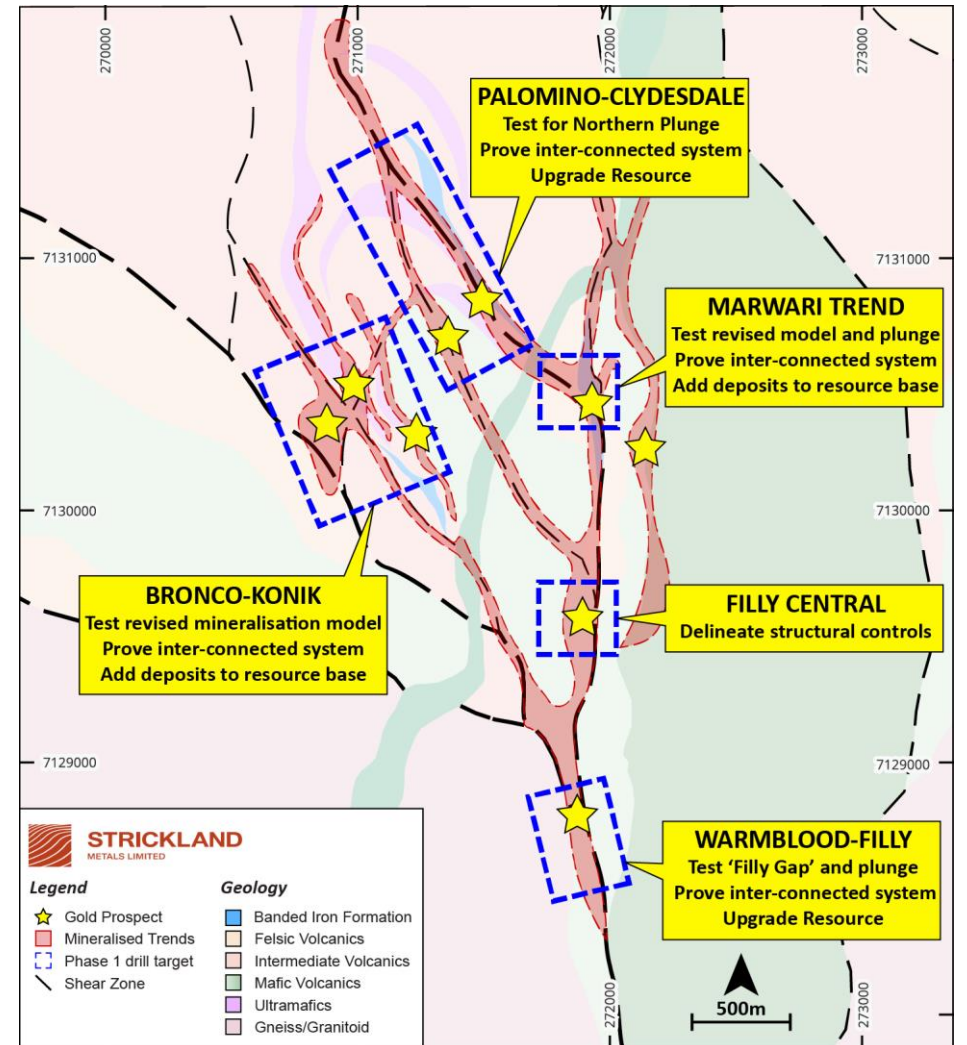 270000
271000
272000
273000
PALOMINO-CLYDESDALE
Test for Northern Plunge
Prove inter-connected system
Upgrade Resource
7131000
7131000
MARWARI TREND
Test revised model and plunge
Prove inter-connected system
Add deposits to resource base
7130000
7130000
BRONCO-KONIK
Test revised mineralisation model
Prove inter-connected system
Add deposits to resource base
FILLY CENTRAL
Delineate structural controls
7129000
7129000
WARMBLOOD-FILLY
Test ‘Filly Gap’ and plunge
Prove inter-connected system
Upgrade Resource
STRICKLAND
METALS LIMITED
Legend
Gold Prospect
Mineralised Trends
Phase 1 drill target
Shear Zone
Geology
Banded Iron Formation
Felsic Volcanics
Intermediate Volcanics
Mafic Volcanics
Ultramafics
Gneiss/Granitoid
500m
272000
273000